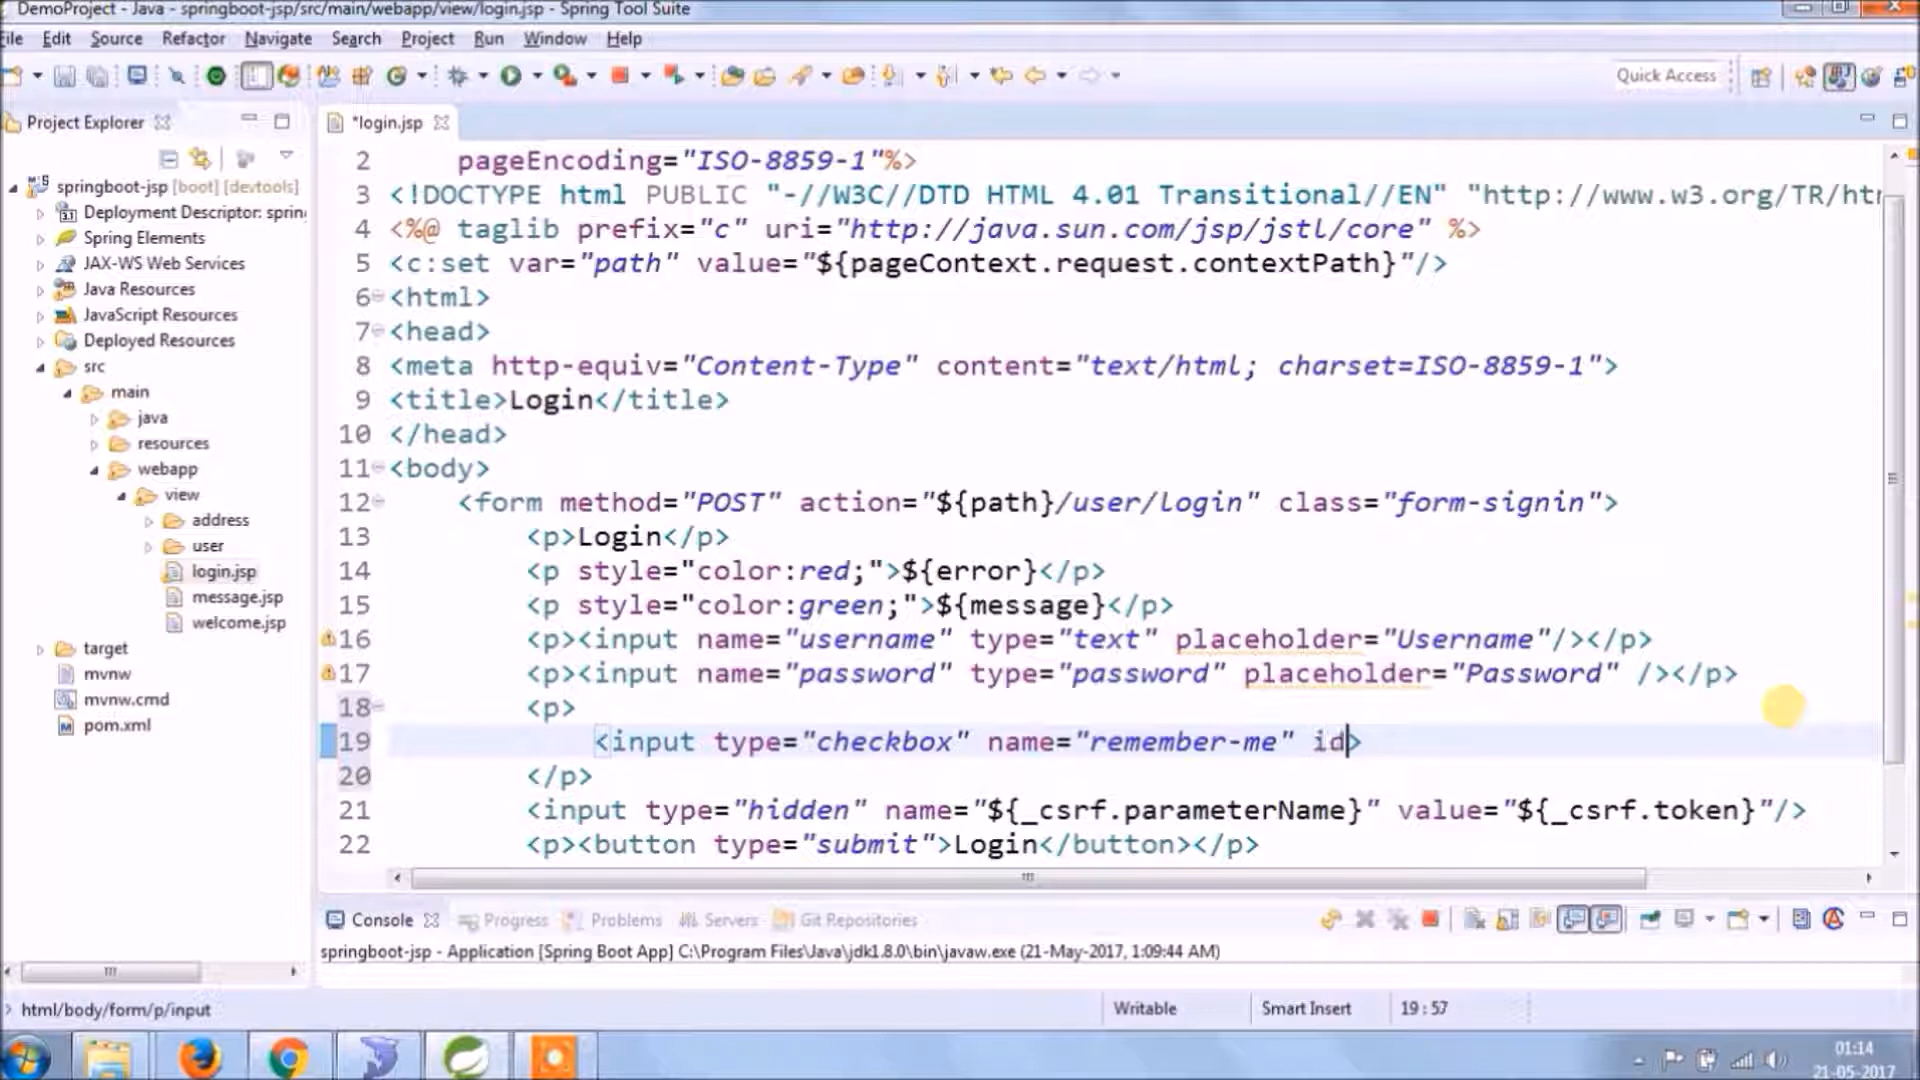 DemoProject - Java - springboot-jsp/src/main/webapp/view/login.jsp - Spring Tool Suite
File Edit Source Refactor Navigate Search Project Run Window Help
Quick Access
Project Explorer
*login.jsp
springboot-jsp [boot] [devtools]
Deployment Descriptor: sprin
Spring Elements
JAX-WS Web Services
Java Resources
JavaScript Resources
Deployed Resources
src
main
java
resources
webapp
view
address
user
login.jsp
message.jsp
welcome.jsp
target
mvnw
mvnw.cmd
pom.xml
2 pageEncoding="ISO-8859-1"%>
3 <!DOCTYPE html PUBLIC "-//W3C//DTD HTML 4.01 Transitional//EN" "http://www.w3.org/TR/htm
4 <%@ taglib prefix="c" uri="http://java.sun.com/jsp/jstl/core" %>
5 <c:set var="path" value="${pageContext.request.contextPath}"/>
6 <html>
7 <head>
8 <meta http-equiv="Content-Type" content="text/html; charset=ISO-8859-1">
9 <title>Login</title>
10 </head>
11 <body>
12 <form method="POST" action="${path}/user/login" class="form-signin">
13 <p>Login</p>
14 <p style="color:red;">${error}</p>
15 <p style="color:green;">${message}</p>
16 <p><input name="username" type="text" placeholder="Username"/></p>
17 <p><input name="password" type="password" placeholder="Password" /></p>
18 <p>
19 <input type="checkbox" name="remember-me" id>
20 </p>
21 <input type="hidden" name="${_csrf.parameterName}" value="${_csrf.token}"/>
22 <p><button type="submit">Login</button></p>
Console Progress Problems Servers Git Repositories
springboot-jsp - Application [Spring Boot App] C:\Program Files\Java\jdk1.8.0\bin\javaw.exe (21-May-2017, 1:09:44 AM)
html/body/form/p/input
Writable
Smart Insert
19 : 57
01:14
21-05-2017